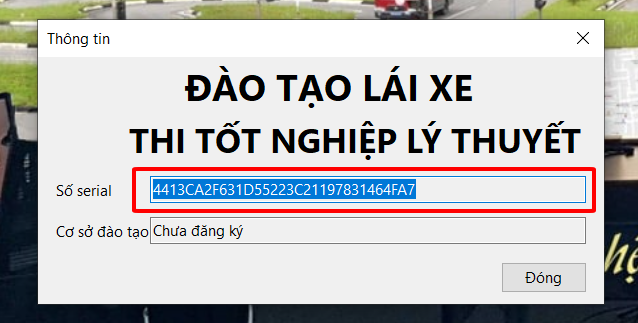 Thông tin
ĐÀO TẠO LÁI XE
THI TỐT NGHIỆP LÝ THUYẾT
Số serial 4413CA2F631D55223C21197831464FA7
Cơ sở đào tạo Chưa đăng ký
Đóng